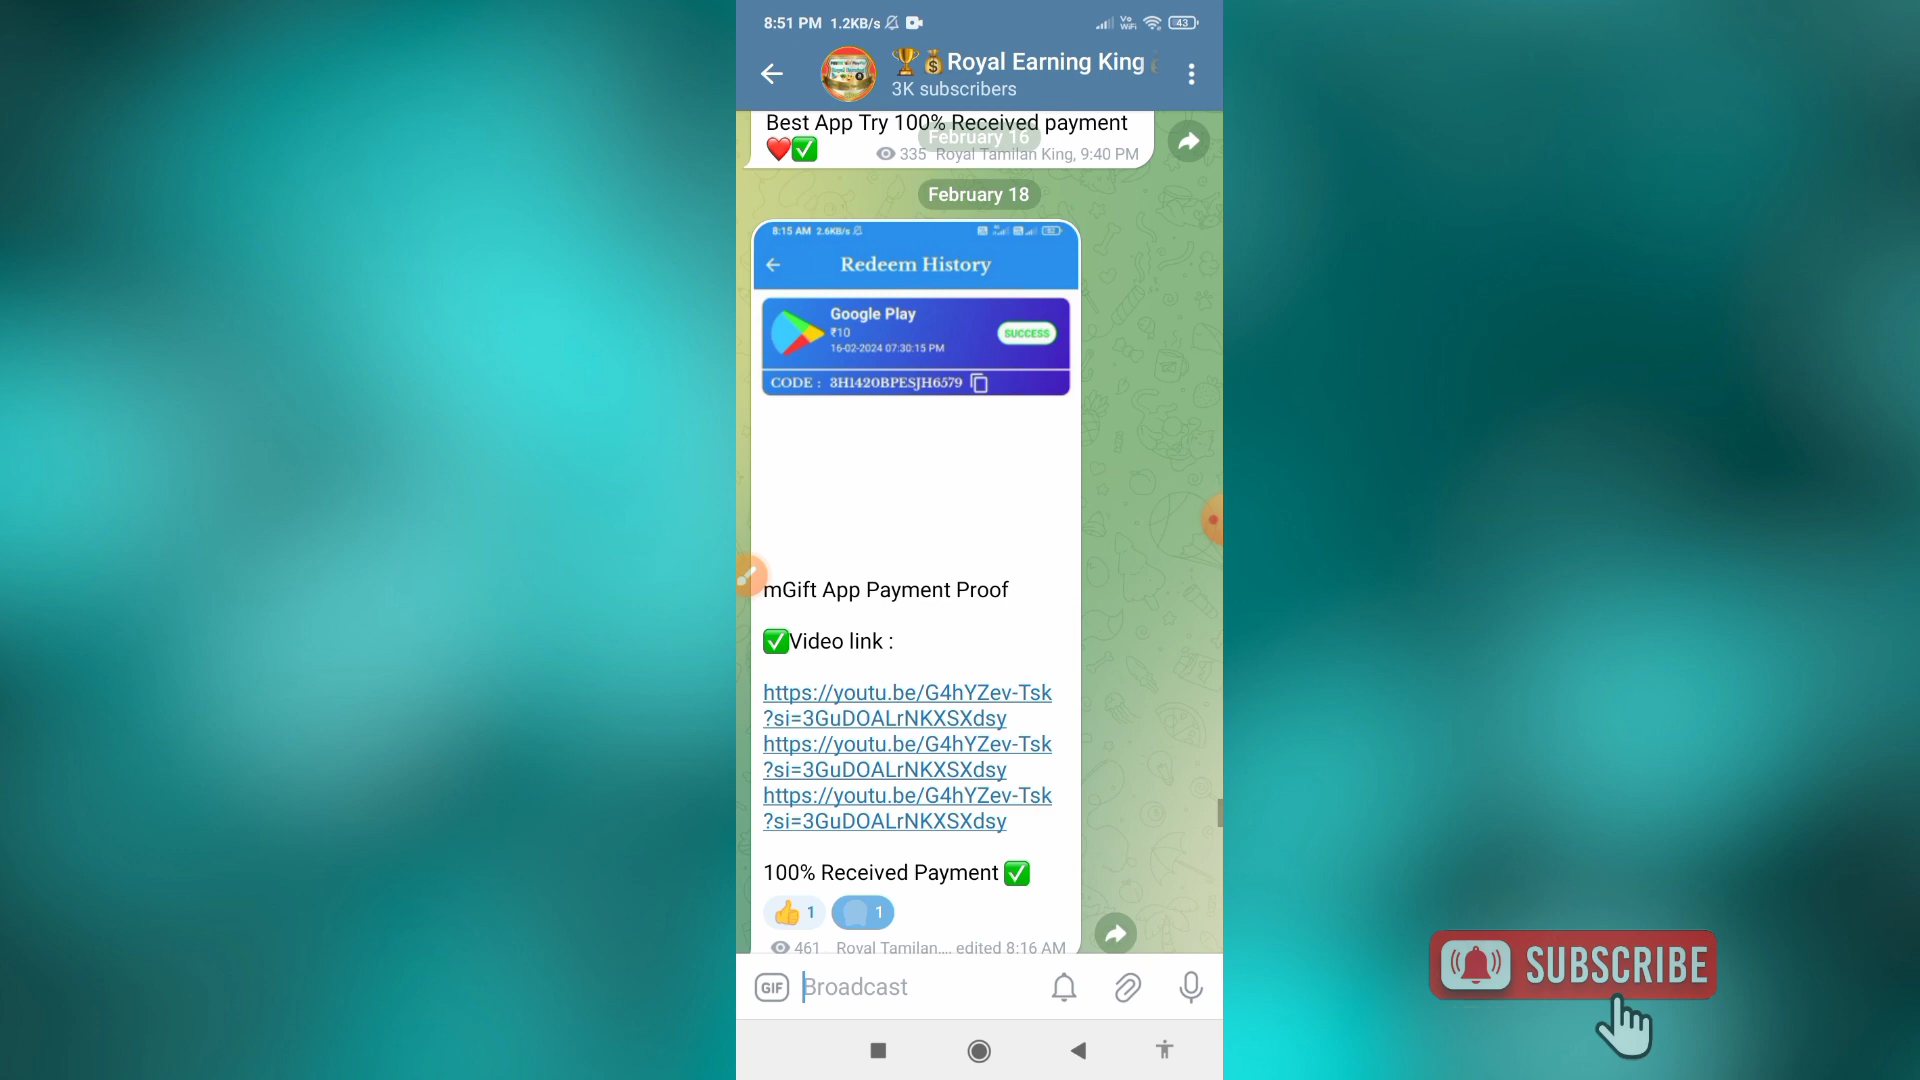 8:51 PM 1.2KB/s Vo WiFi 43
🏆💰Royal Earning King
3K subscribers
Best App Try 100% Received payment
❤️✅ 335 Royal Tamilan King, 9:40 PM
February 16
February 18
8:15 AM 2.6KB/s
Redeem History
Google Play
₹10
SUCCESS
16-02-2024 07:30:15 PM
CODE : 3H1420BPESJH6579
mGift App Payment Proof
✅Video link :
https://youtu.be/G4hYZev-Tsk
?si=3GuDOALrNKXSXdsy
https://youtu.be/G4hYZev-Tsk
?si=3GuDOALrNKXSXdsy
https://youtu.be/G4hYZev-Tsk
?si=3GuDOALrNKXSXdsy
100% Received Payment ✅
👍 1 1
461 Royal Tamilan.... edited 8:16 AM
GIF Broadcast
SUBSCRIBE